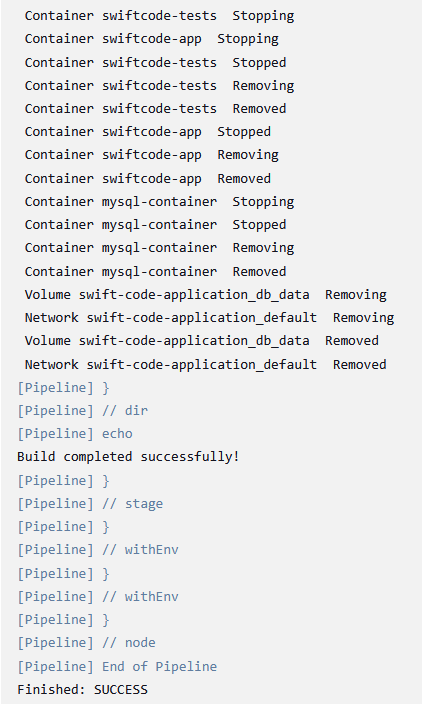 Container swiftcode-tests  Stopping
Container swiftcode-app  Stopping
Container swiftcode-tests  Stopped
Container swiftcode-tests  Removing
Container swiftcode-tests  Removed
Container swiftcode-app  Stopped
Container swiftcode-app  Removing
Container swiftcode-app  Removed
Container mysql-container  Stopping
Container mysql-container  Stopped
Container mysql-container  Removing
Container mysql-container  Removed
Volume swift-code-application_db_data  Removing
Network swift-code-application_default  Removing
Volume swift-code-application_db_data  Removed
Network swift-code-application_default  Removed
[Pipeline] }
[Pipeline] // dir
[Pipeline] echo
Build completed successfully!
[Pipeline] }
[Pipeline] // stage
[Pipeline] }
[Pipeline] // withEnv
[Pipeline] }
[Pipeline] // withEnv
[Pipeline] }
[Pipeline] // node
[Pipeline] End of Pipeline
Finished: SUCCESS